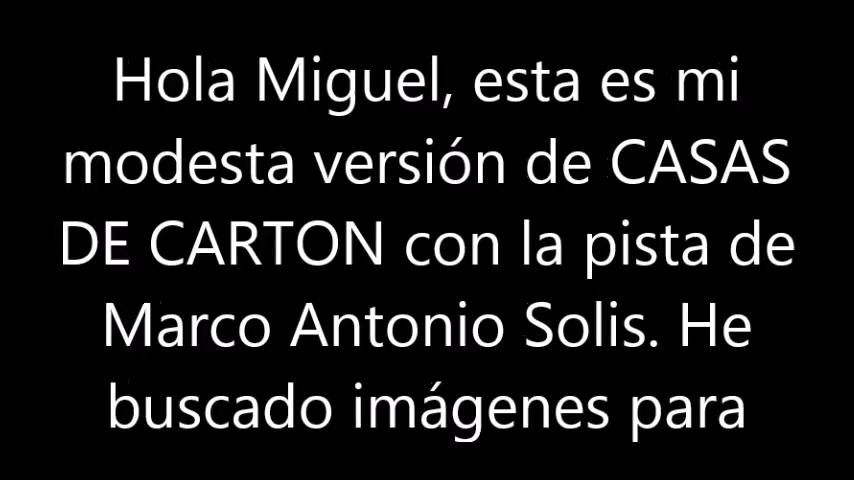 Hola Miguel, esta es mi
modesta versión de CASAS
DE CARTON con la pista de
Marco Antonio Solis. He
buscado imágenes para